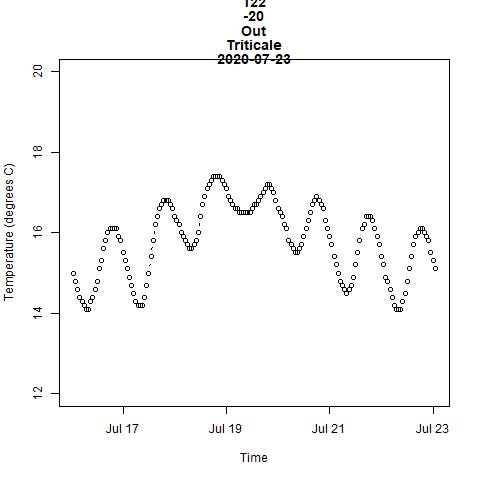 122
-20
Out
Triticale
2020-07-23
Temperature (degrees C)
20
18
16
14
12
Jul 17 Jul 19 Jul 21 Jul 23
Time